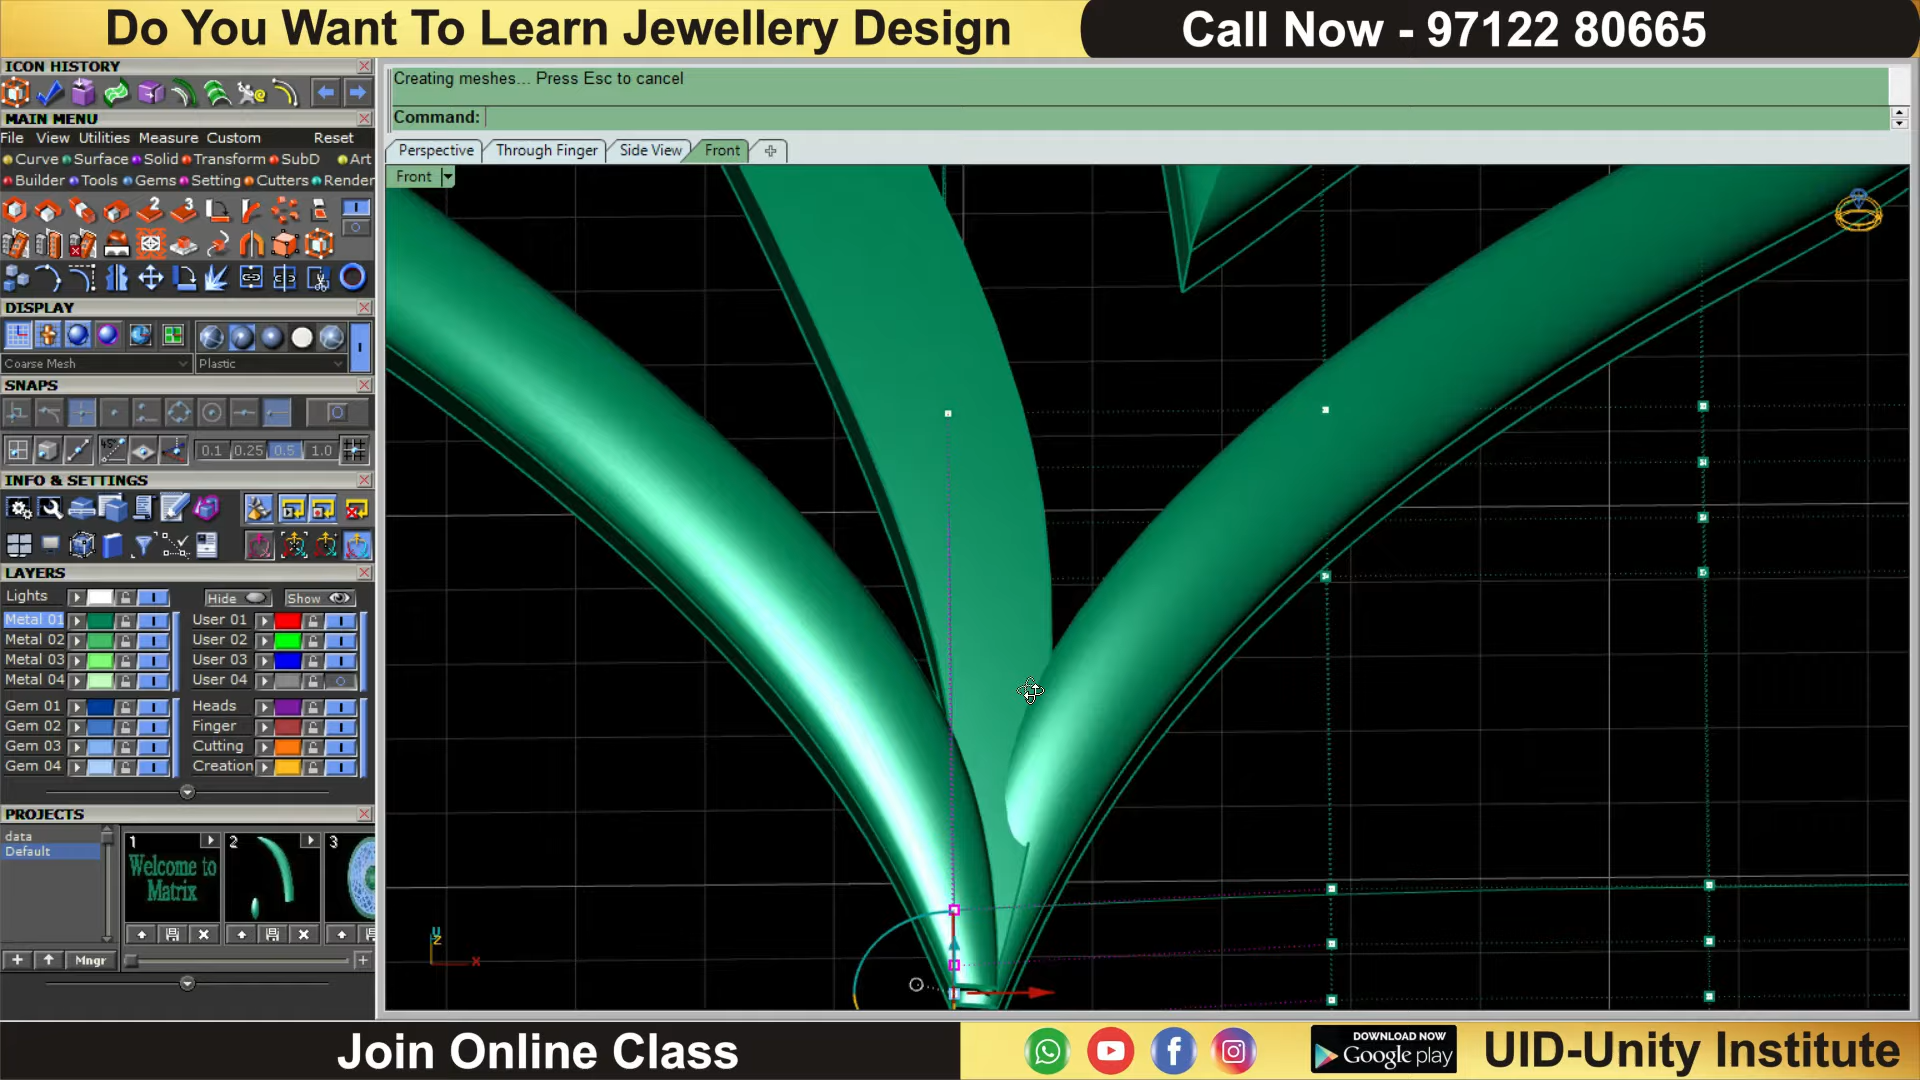 Do You Want To Learn Jewellery Design
Call Now - 97122 80665
ICON HISTORY
MAIN MENU
File View Utilities Measure Custom Reset
Curve Surface Solid Transform SubD Art
Builder Tools Gems Setting Cutters Render
2 3
DISPLAY
Coarse Mesh Plastic
SNAPS
0.1 0.25 0.5 1.0
INFO & SETTINGS
LAYERS
Lights Hide Show
Metal 01 User 01
Metal 02 User 02
Metal 03 User 03
Metal 04 User 04
Gem 01 Heads
Gem 02 Finger
Gem 03 Cutting
Gem 04 Creation
PROJECTS
data
Default
1 2 3
Welcome to
Matrix
Mngr
Creating meshes... Press Esc to cancel
Command:
Perspective Through Finger Side View Front
Front
z
x
Join Online Class
DOWNLOAD NOW
Google play
UID-Unity Institute